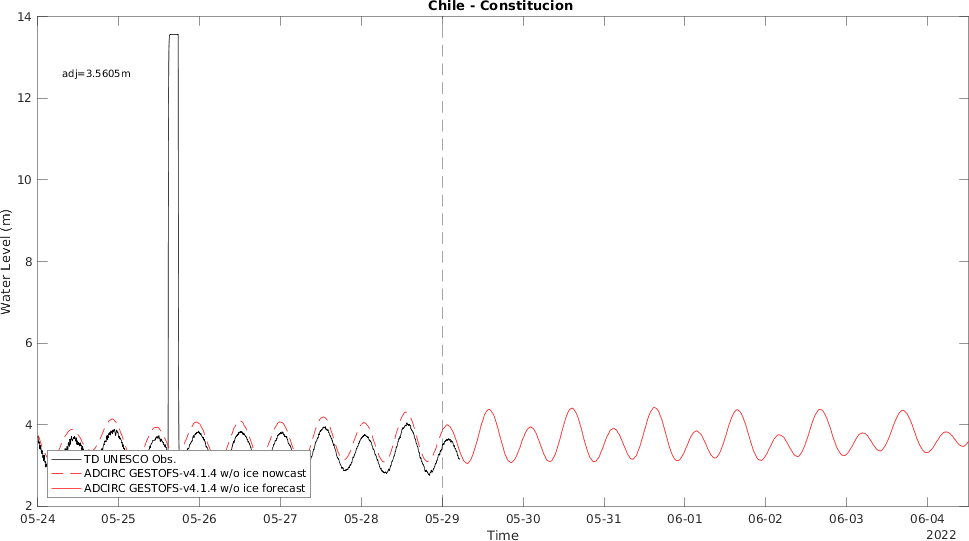 Chile - Constitucion
14
adj=3.5605m
12
10
8
6
4
2
Water Level (m)
TD UNESCO Obs.
ADCIRC GESTOFS-v4.1.4 w/o ice nowcast
ADCIRC GESTOFS-v4.1.4 w/o ice forecast
05-24 05-25 05-26 05-27 05-28 05-29 05-30 05-31 06-01 06-02 06-03 06-04
Time
2022